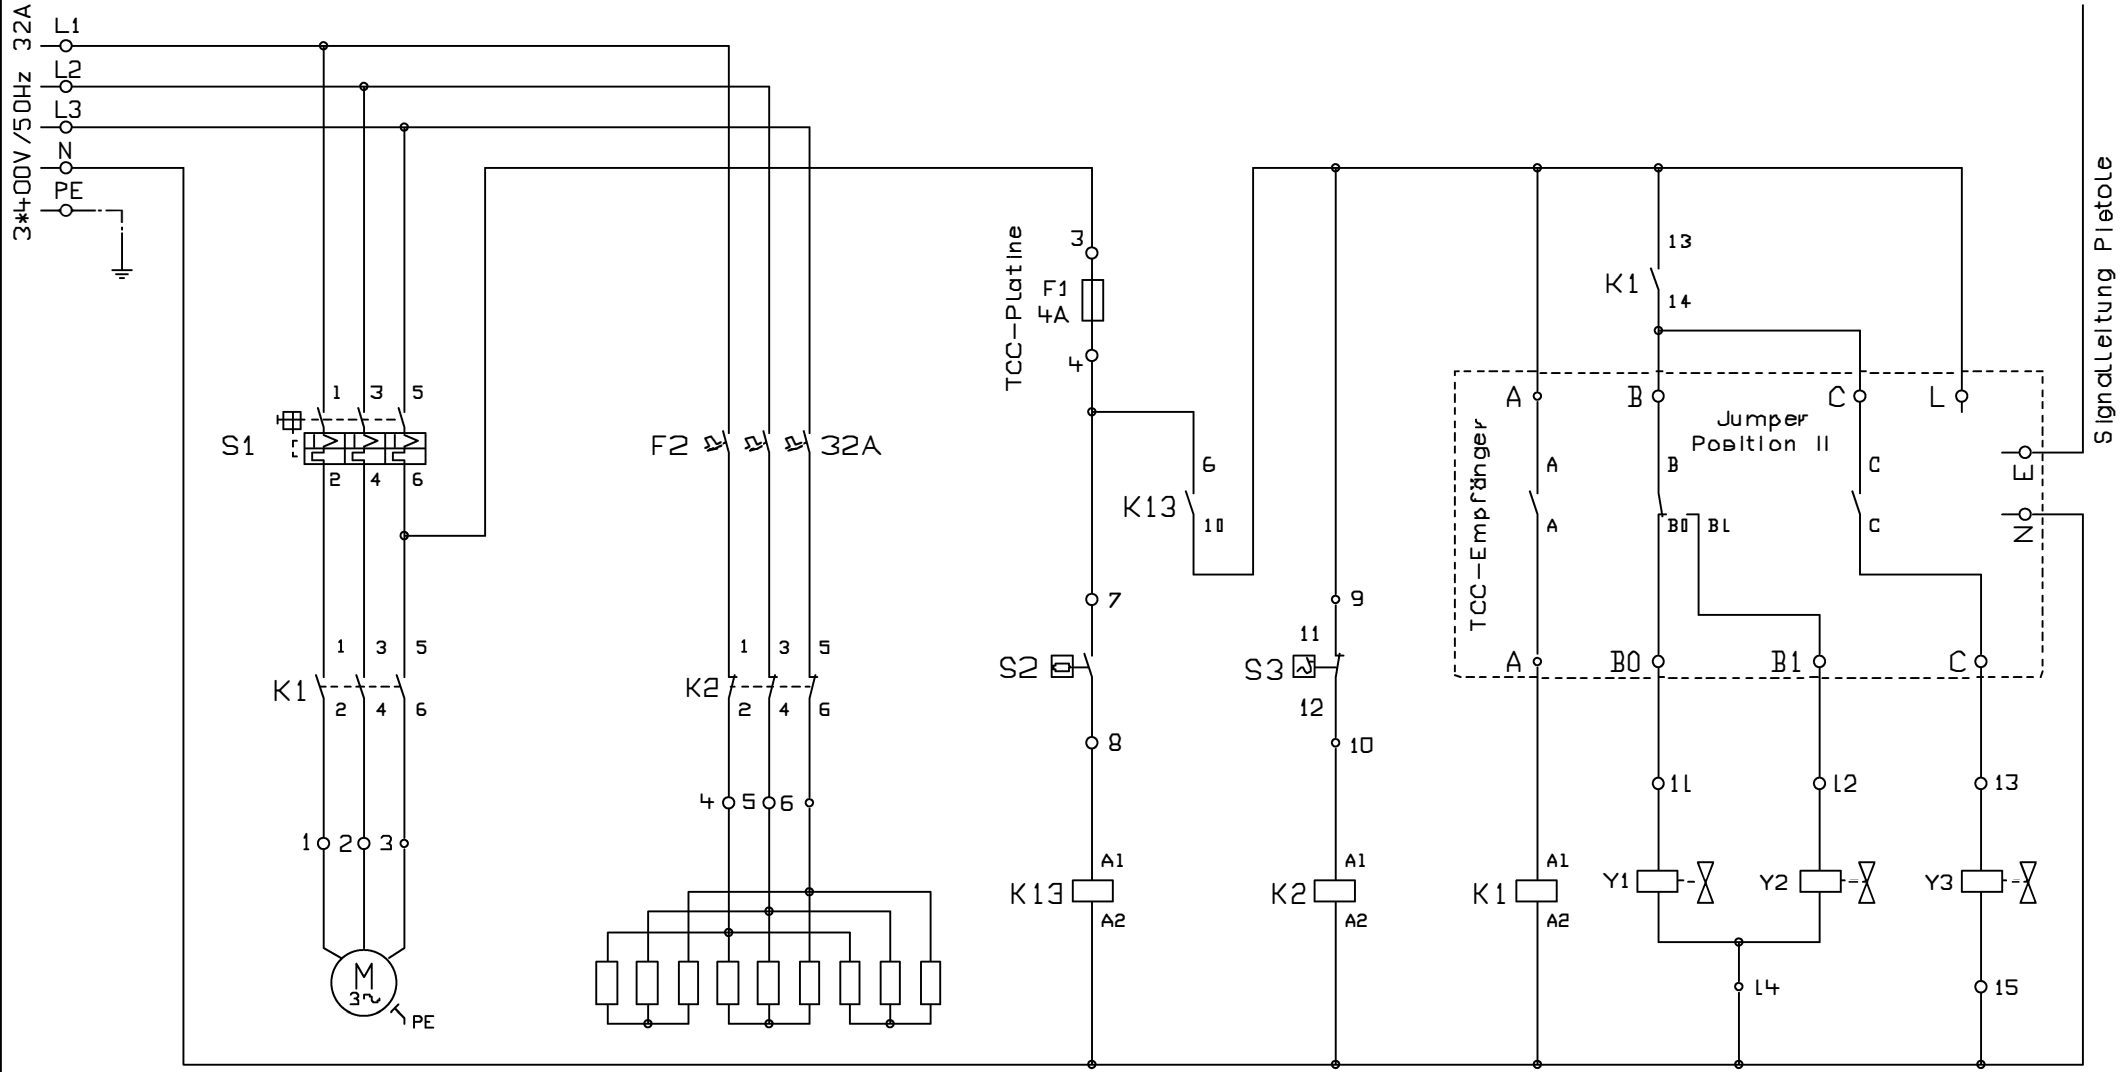 3*400V/50Hz 32A
L1
L2
L3
N
PE
Signalleitung Pistole
TCC-Platine
3
F1
4A
4
13
K1
14
1 3 5
S1
2 4 6
F2 32A
TCC-Empfänger
A B C L
Jumper
Position II
E
N
6
K13
10
A B C
A B0 B1 C
7
9
1 3 5
K1
2 4 6
1 3 5
K2
2 4 6
S2
11
S3
12
A B0 B1 C
8
10
11 12 13
4 5 6
1 2 3
A1 A1 A1
K13 K2 K1 Y1 Y2 Y3
A2 A2 A2
M
3~
PE
14 15